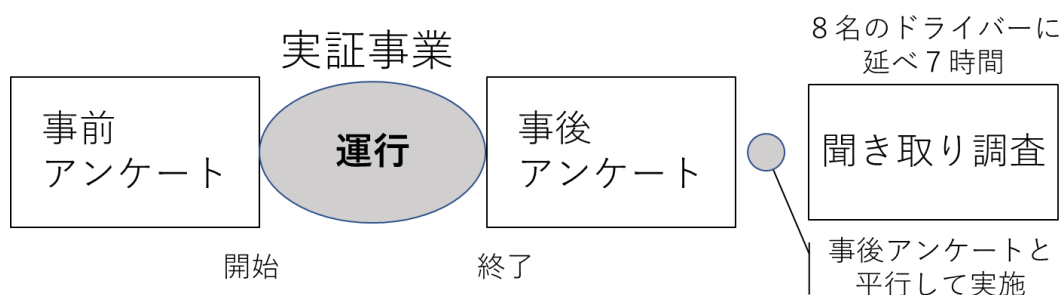 実証事業
8名のドライバーに
延べ7時間
事前
アンケート
運行
事後
アンケート
聞き取り調査
開始
終了
事後アンケートと
平行して実施